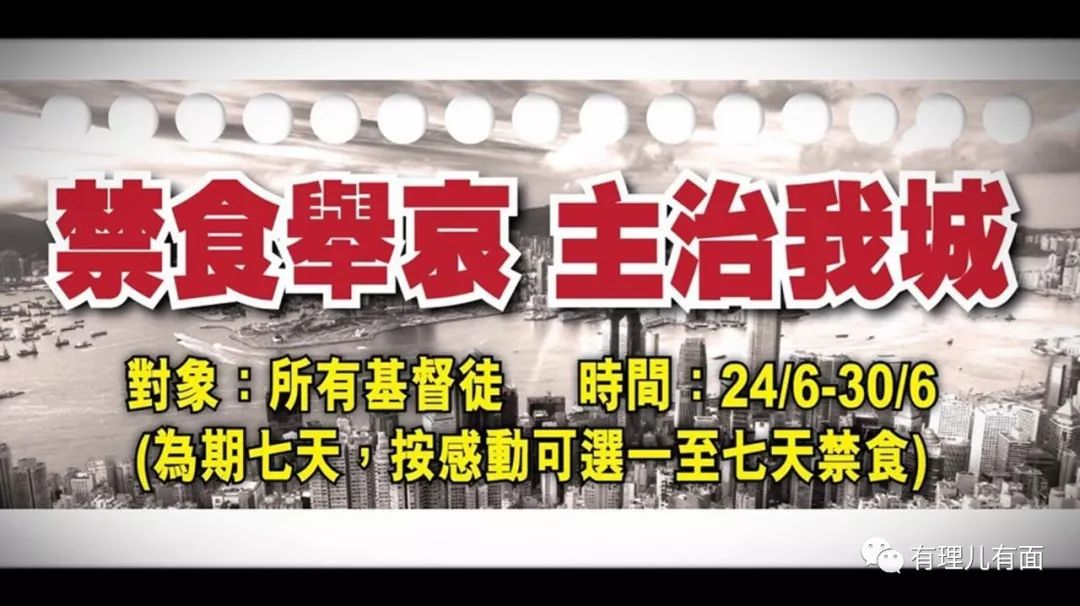 禁食舉哀 主治我城
對象：所有基督徒 時間：24/6-30/6
(為期七天，按感動可選一至七天禁食)
有理儿有面